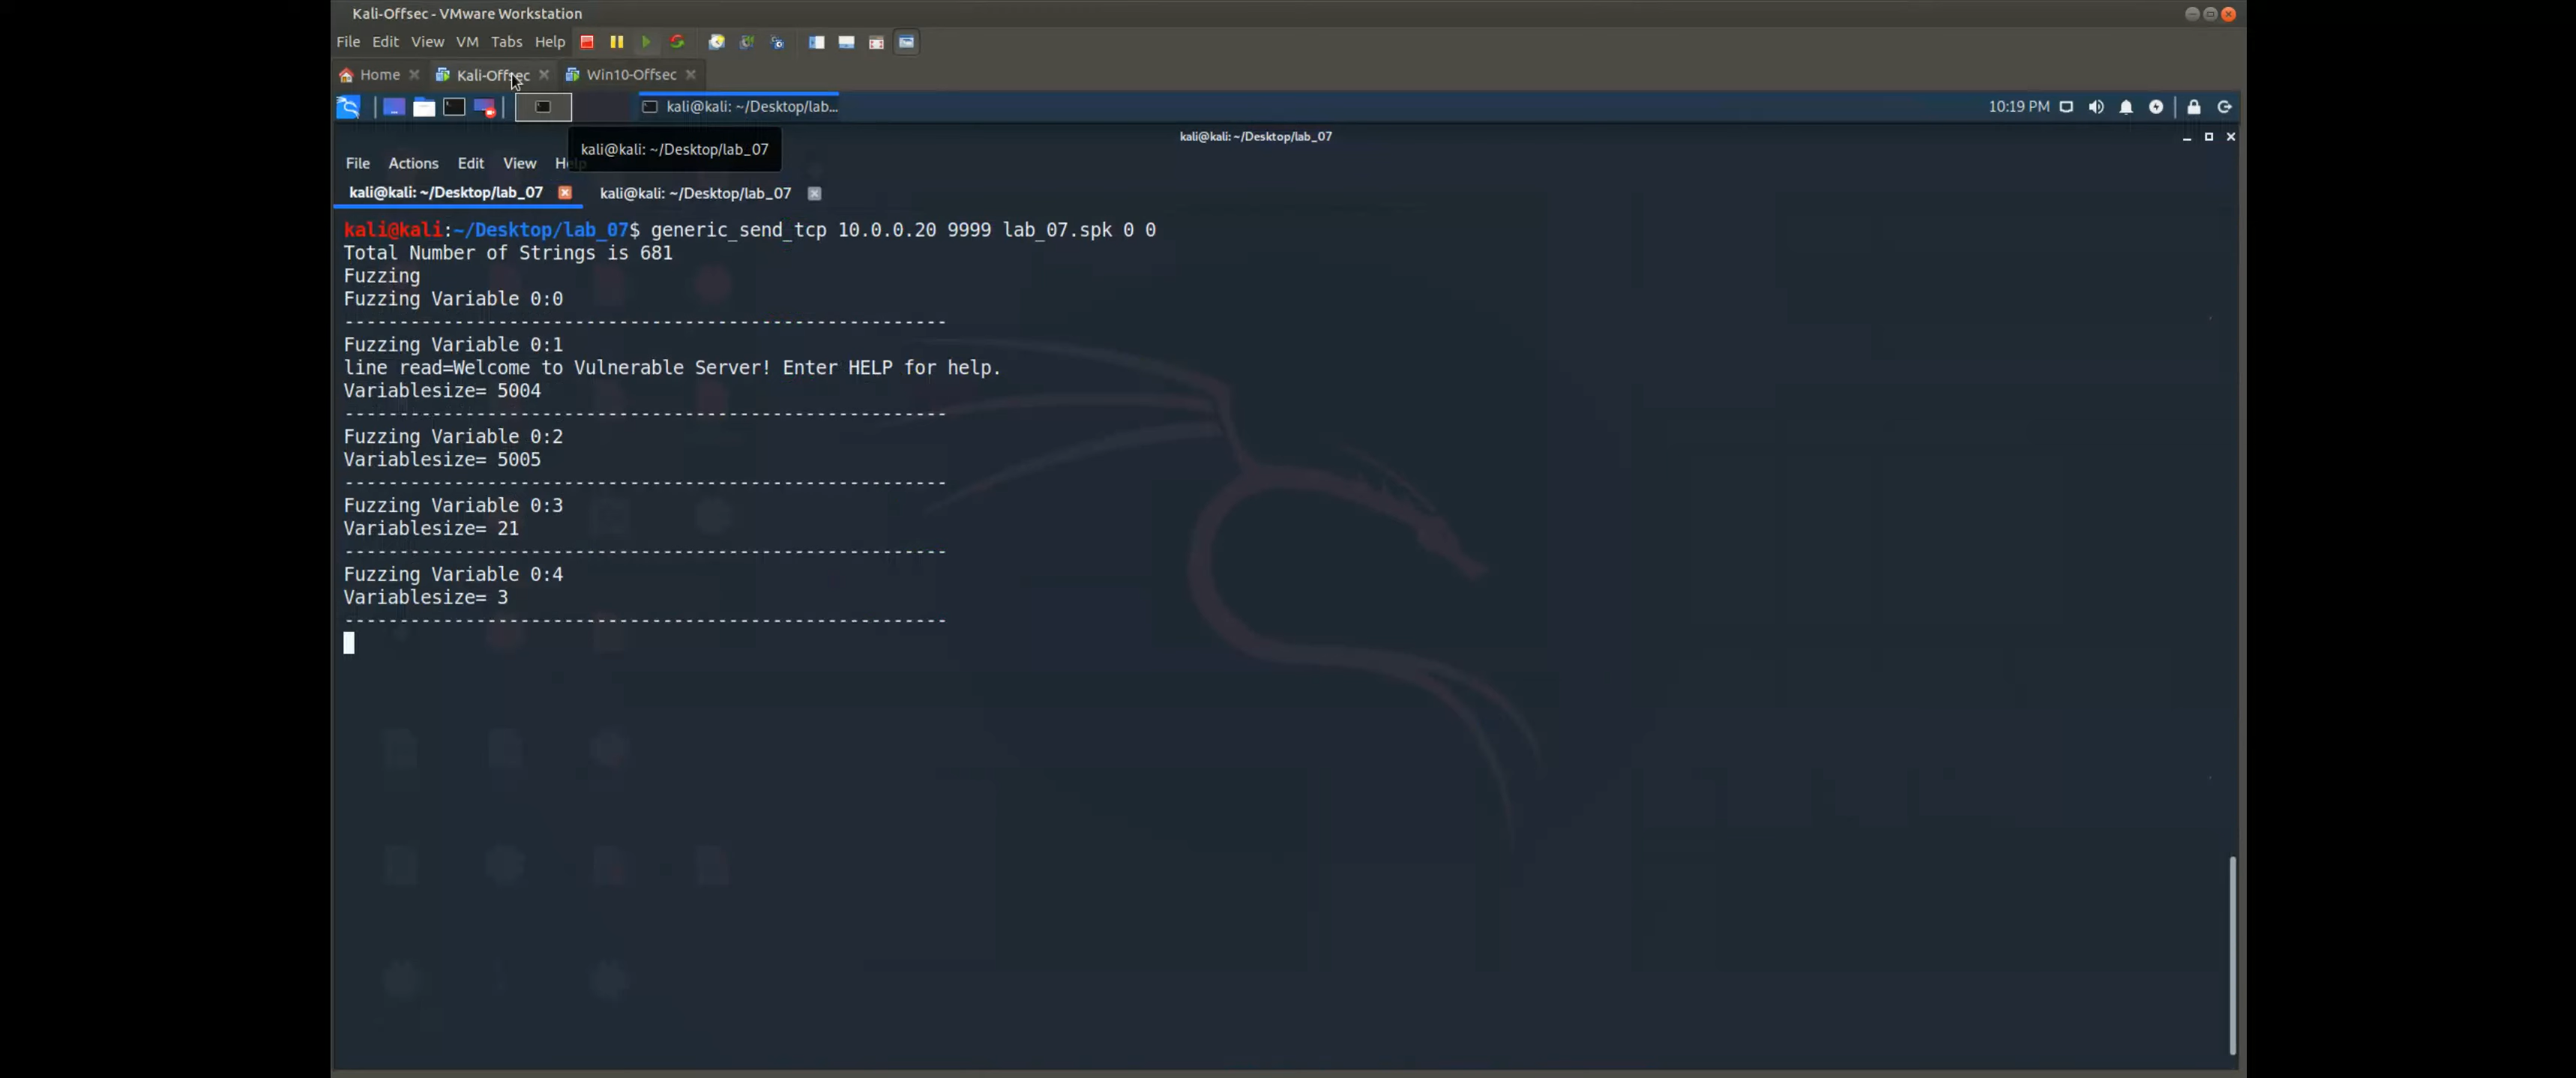 Kali-Offsec - VMware Workstation
File Edit View VM Tabs Help
Home Kali-Offsec Win10-Offsec
kali@kali: ~/Desktop/lab... 10:19 PM
kali@kali: ~/Desktop/lab_07
kali@kali: ~/Desktop/lab_07
File Actions Edit View Help
kali@kali: ~/Desktop/lab_07 kali@kali: ~/Desktop/lab_07
kali@kali:~/Desktop/lab_07$ generic_send_tcp 10.0.0.20 9999 lab_07.spk 0 0
Total Number of Strings is 681
Fuzzing
Fuzzing Variable 0:0
-------------------------------------------------------
Fuzzing Variable 0:1
line read=Welcome to Vulnerable Server! Enter HELP for help.
Variablesize= 5004
-------------------------------------------------------
Fuzzing Variable 0:2
Variablesize= 5005
-------------------------------------------------------
Fuzzing Variable 0:3
Variablesize= 21
-------------------------------------------------------
Fuzzing Variable 0:4
Variablesize= 3
-------------------------------------------------------